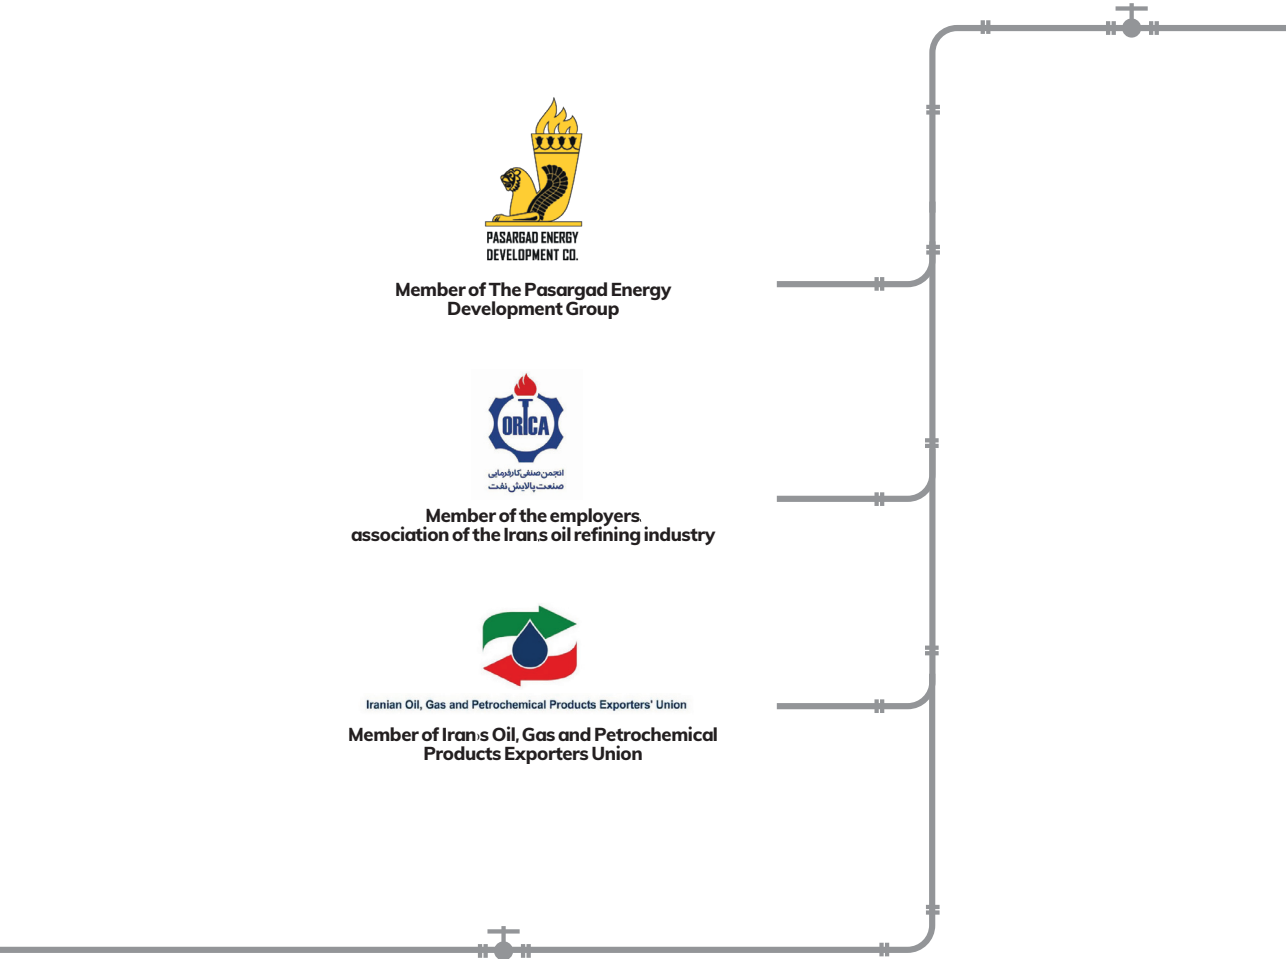 PASARGAD ENERGY
DEVELOPMENT CO.
Member of The Pasargad Energy
Development Group
ORICA
انجمن صنفی کارفرمایی
صنعت پالایش نفت
Member of the employers,
association of the Iran,s oil refining industry
Iranian Oil, Gas and Petrochemical Products Exporters' Union
Member of Iran›s Oil, Gas and Petrochemical
Products Exporters Union